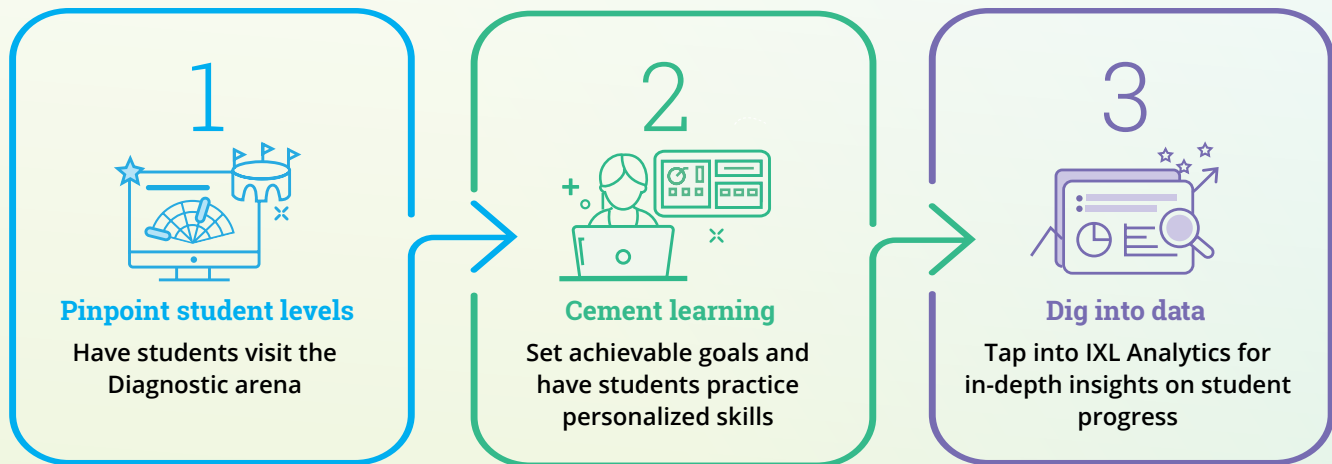 1
Pinpoint student levels
Have students visit the
Diagnostic arena
2
Cement learning
Set achievable goals and
have students practice
personalized skills
3
Dig into data
Tap into IXL Analytics for
in-depth insights on student
progress